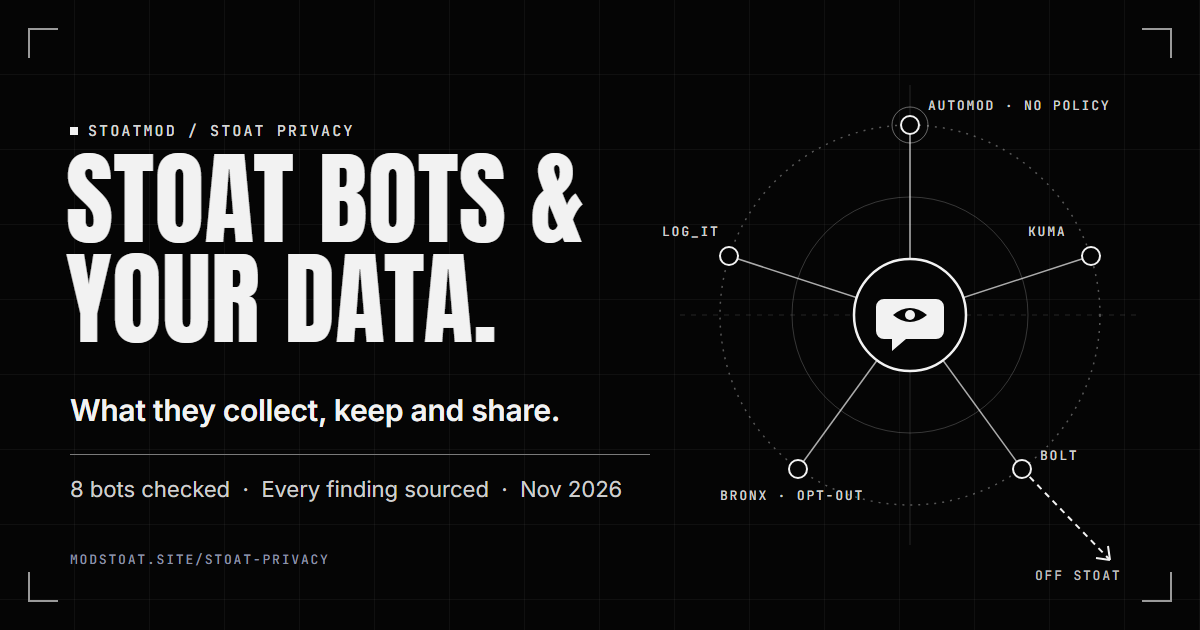 STOATMOD / STOAT PRIVACY
STOAT BOTS &
YOUR DATA.
What they collect, keep and share.
8 bots checked · Every finding sourced · Nov 2026
MODSTOAT.SITE/STOAT-PRIVACY
AUTOMOD · NO POLICY
LOG_IT
KUMA
BOLT
BRONX · OPT-OUT
OFF STOAT